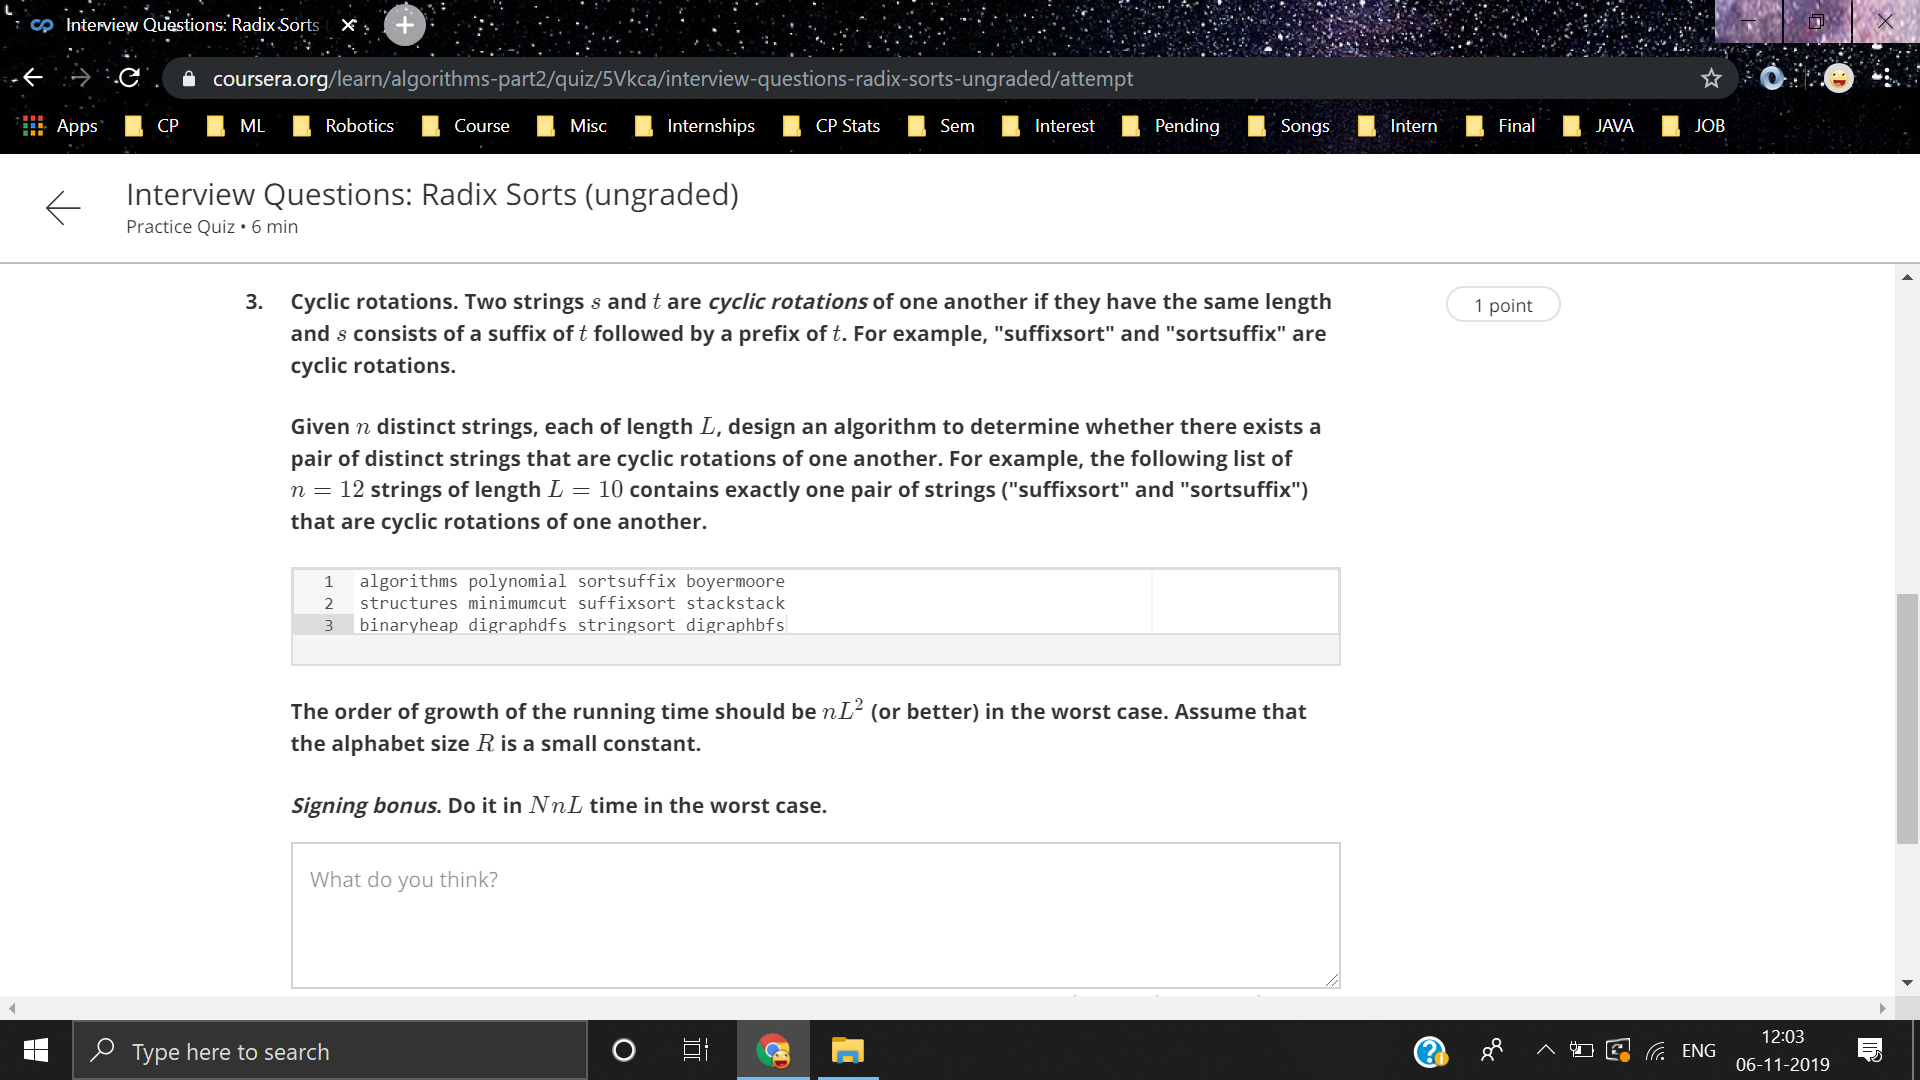 Interview Questions: Radix Sorts
coursera.org/learn/algorithms-part2/quiz/5Vkca/interview-questions-radix-sorts-ungraded/attempt
Apps CP ML Robotics Course Misc Internships CP Stats Sem Interest Pending Songs Intern Final JAVA JOB
Interview Questions: Radix Sorts (ungraded)
Practice Quiz • 6 min
3. Cyclic rotations. Two strings s and t are cyclic rotations of one another if they have the same length
1 point
and s consists of a suffix of t followed by a prefix of t. For example, "suffixsort" and "sortsuffix" are
cyclic rotations.
Given n distinct strings, each of length L, design an algorithm to determine whether there exists a
pair of distinct strings that are cyclic rotations of one another. For example, the following list of
n = 12 strings of length L = 10 contains exactly one pair of strings ("suffixsort" and "sortsuffix")
that are cyclic rotations of one another.
1 algorithms polynomial sortsuffix boyermoore
2 structures minimumcut suffixsort stackstack
3 binaryheap digraphdfs stringsort digraphbfs
The order of growth of the running time should be nL² (or better) in the worst case. Assume that
the alphabet size R is a small constant.
Signing bonus. Do it in NnL time in the worst case.
What do you think?
Type here to search
ENG
12:03
06-11-2019